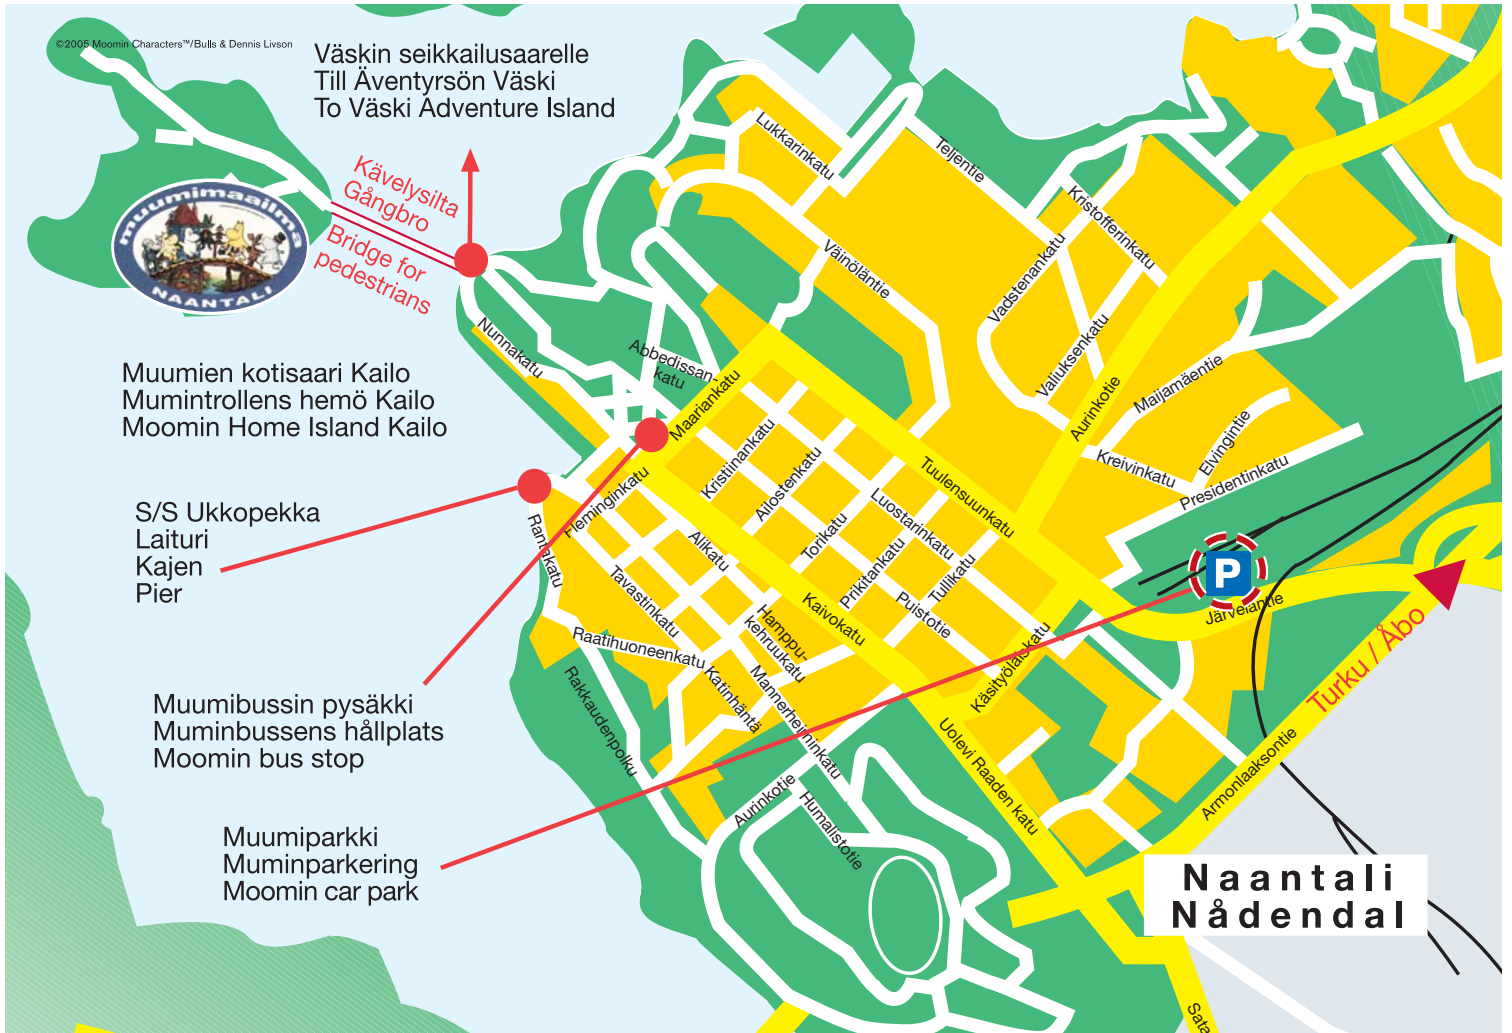 ©2005 Moomin Characters™/Bulls & Dennis Livson
Väskin seikkailusaarelle
Till Äventyrsön Väski
To Väski Adventure Island
Kävelysilta
Gångbro
Bridge for
pedestrians
muumimaailma
NAANTALI
Muumien kotisaari Kailo
Mumintrollens hemö Kailo
Moomin Home Island Kailo
S/S Ukkopekka
Laituri
Kajen
Pier
Muumibussin pysäkki
Muminbussens hållplats
Moomin bus stop
Muumiparkki
Muminparkering
Moomin car park
Lukkarinkatu
Teljentie
Kristofferinkatu
Väinöläntie
Vadstenankatu
Valiuksenkatu
Nunnakatu
Abbedissan-
katu
Maariankatu
Aurinkotie
Maijamäentie
Elvingintie
Kreivinkatu
Presidentinkatu
Kristiinankatu
Ailostenkatu
Tuulensuunkatu
Luostarinkatu
Flemininginkatu
Alikatu
Torikatu
Prikitankatu
Tullikatu
Puistotie
Rantakatu
Tavastinkatu
Hamppu-
kehruukatu
Kaivokatu
Käsityöläiskatu
P
Järveläntie
Raatihuoneenkatu
Katinhäntä
Mannerheiminkatu
Rakkaudenpolku
Uolevi Raaden katu
Turku / Åbo
Armonlaaksontie
Aurinkotie
Humalistotie
Naantali
Nådendal
Sata